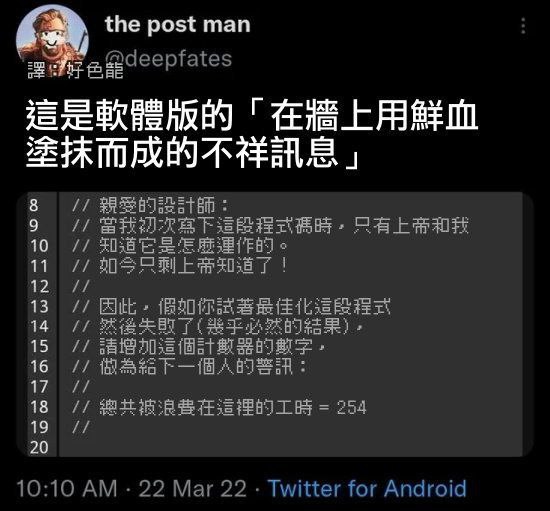 the post man
@deepfates
譯：好色龍
這是軟體版的「在牆上用鮮血
塗抹而成的不祥訊息」
8 // 親愛的設計師：
9 // 當我初次寫下這段程式碼時，只有上帝和我
10 // 知道它是怎麼運作的。
11 // 如今只剩上帝知道了！
12 //
13 // 因此，假如你試著最佳化這段程式
14 // 然後失敗了(幾乎必然的結果)，
15 // 請增加這個計數器的數字，
16 // 做為給下一個人的警訊：
17 //
18 // 總共被浪費在這裡的工時 = 254
19 //
20
10:10 AM · 22 Mar 22 · Twitter for Android